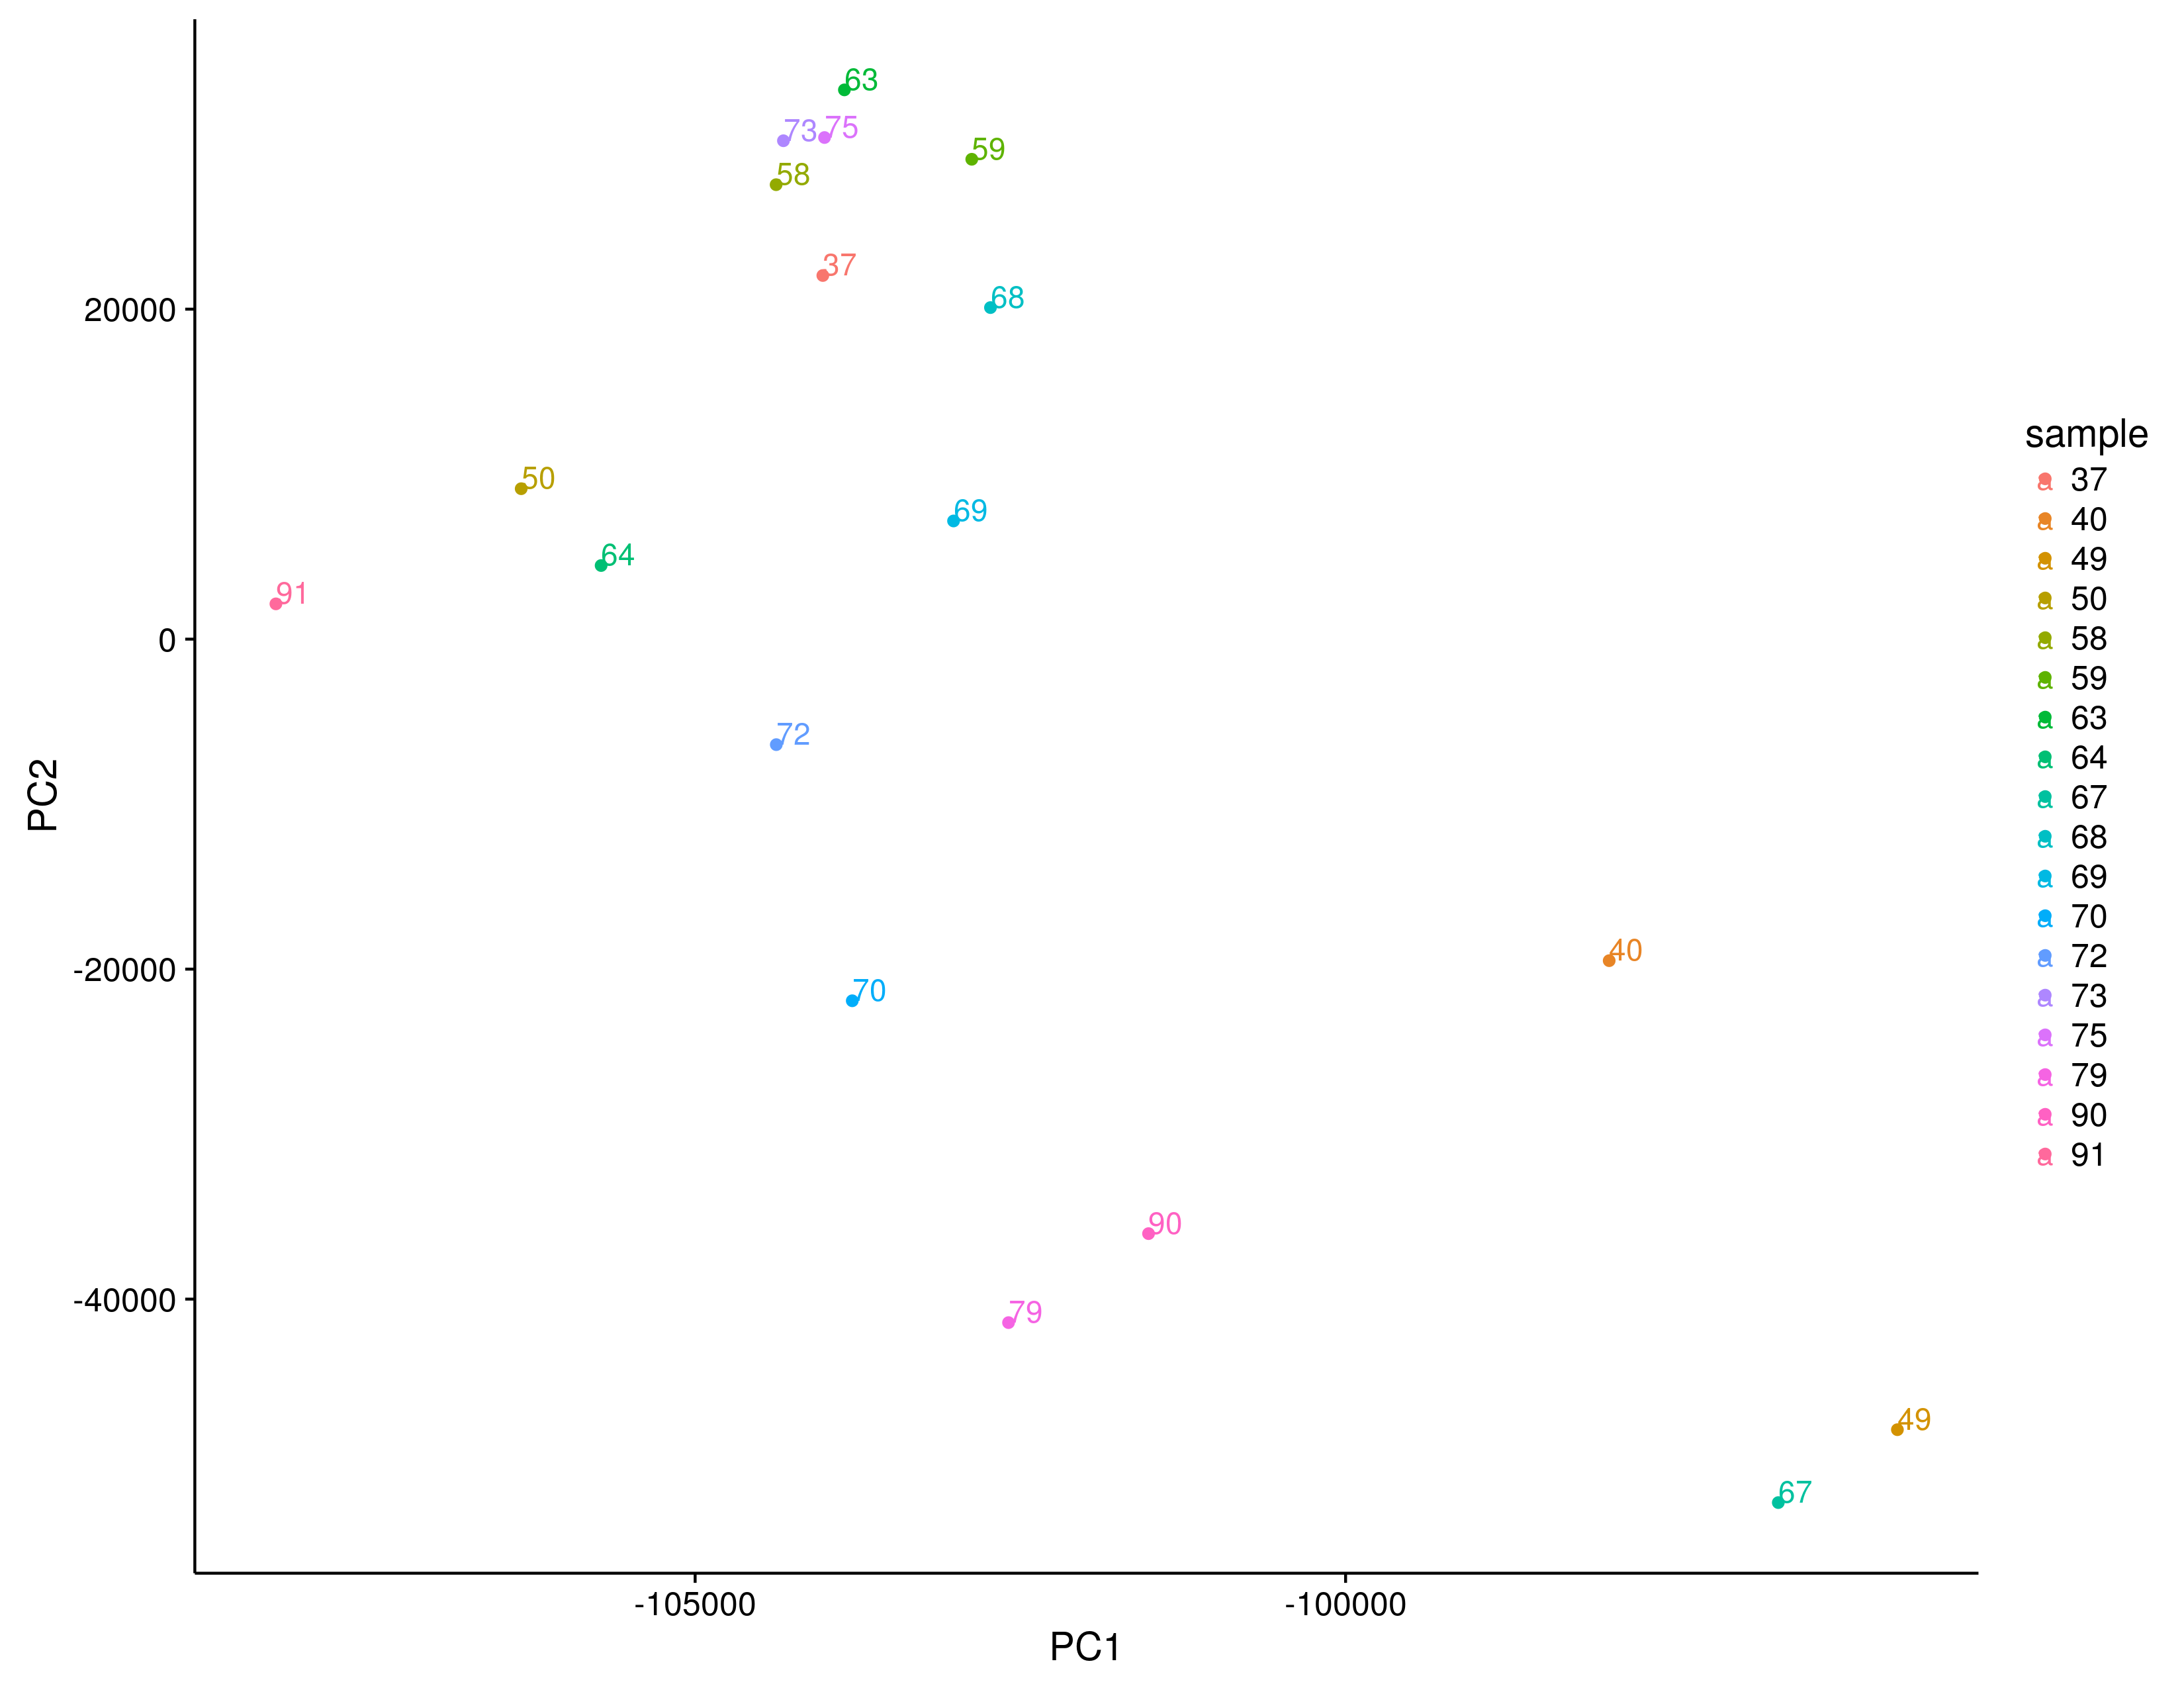 63
73
75
59
58
37
68
20000
sample
a 37
50
a 40
69
a 49
64
91
a 50
0
a 58
a 59
a 63
72
a 64
PC2
a 67
a 68
a 69
a 70
40
a 72
-20000
70
a 73
a 75
a 79
a 90
a 91
90
-40000
79
49
67
-105000
-100000
PC1